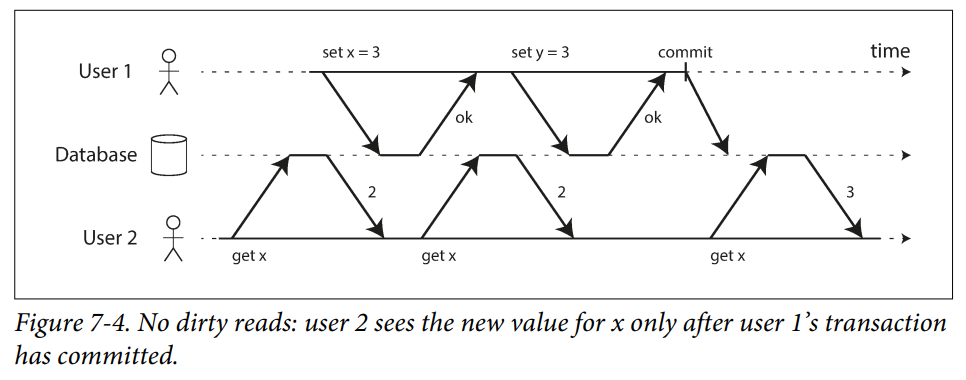 set x = 3 set y = 3 commit time
User 1
ok ok
Database
2 2 3
User 2
get x get x get x
Figure 7-4. No dirty reads: user 2 sees the new value for x only after user 1’s transaction
has committed.